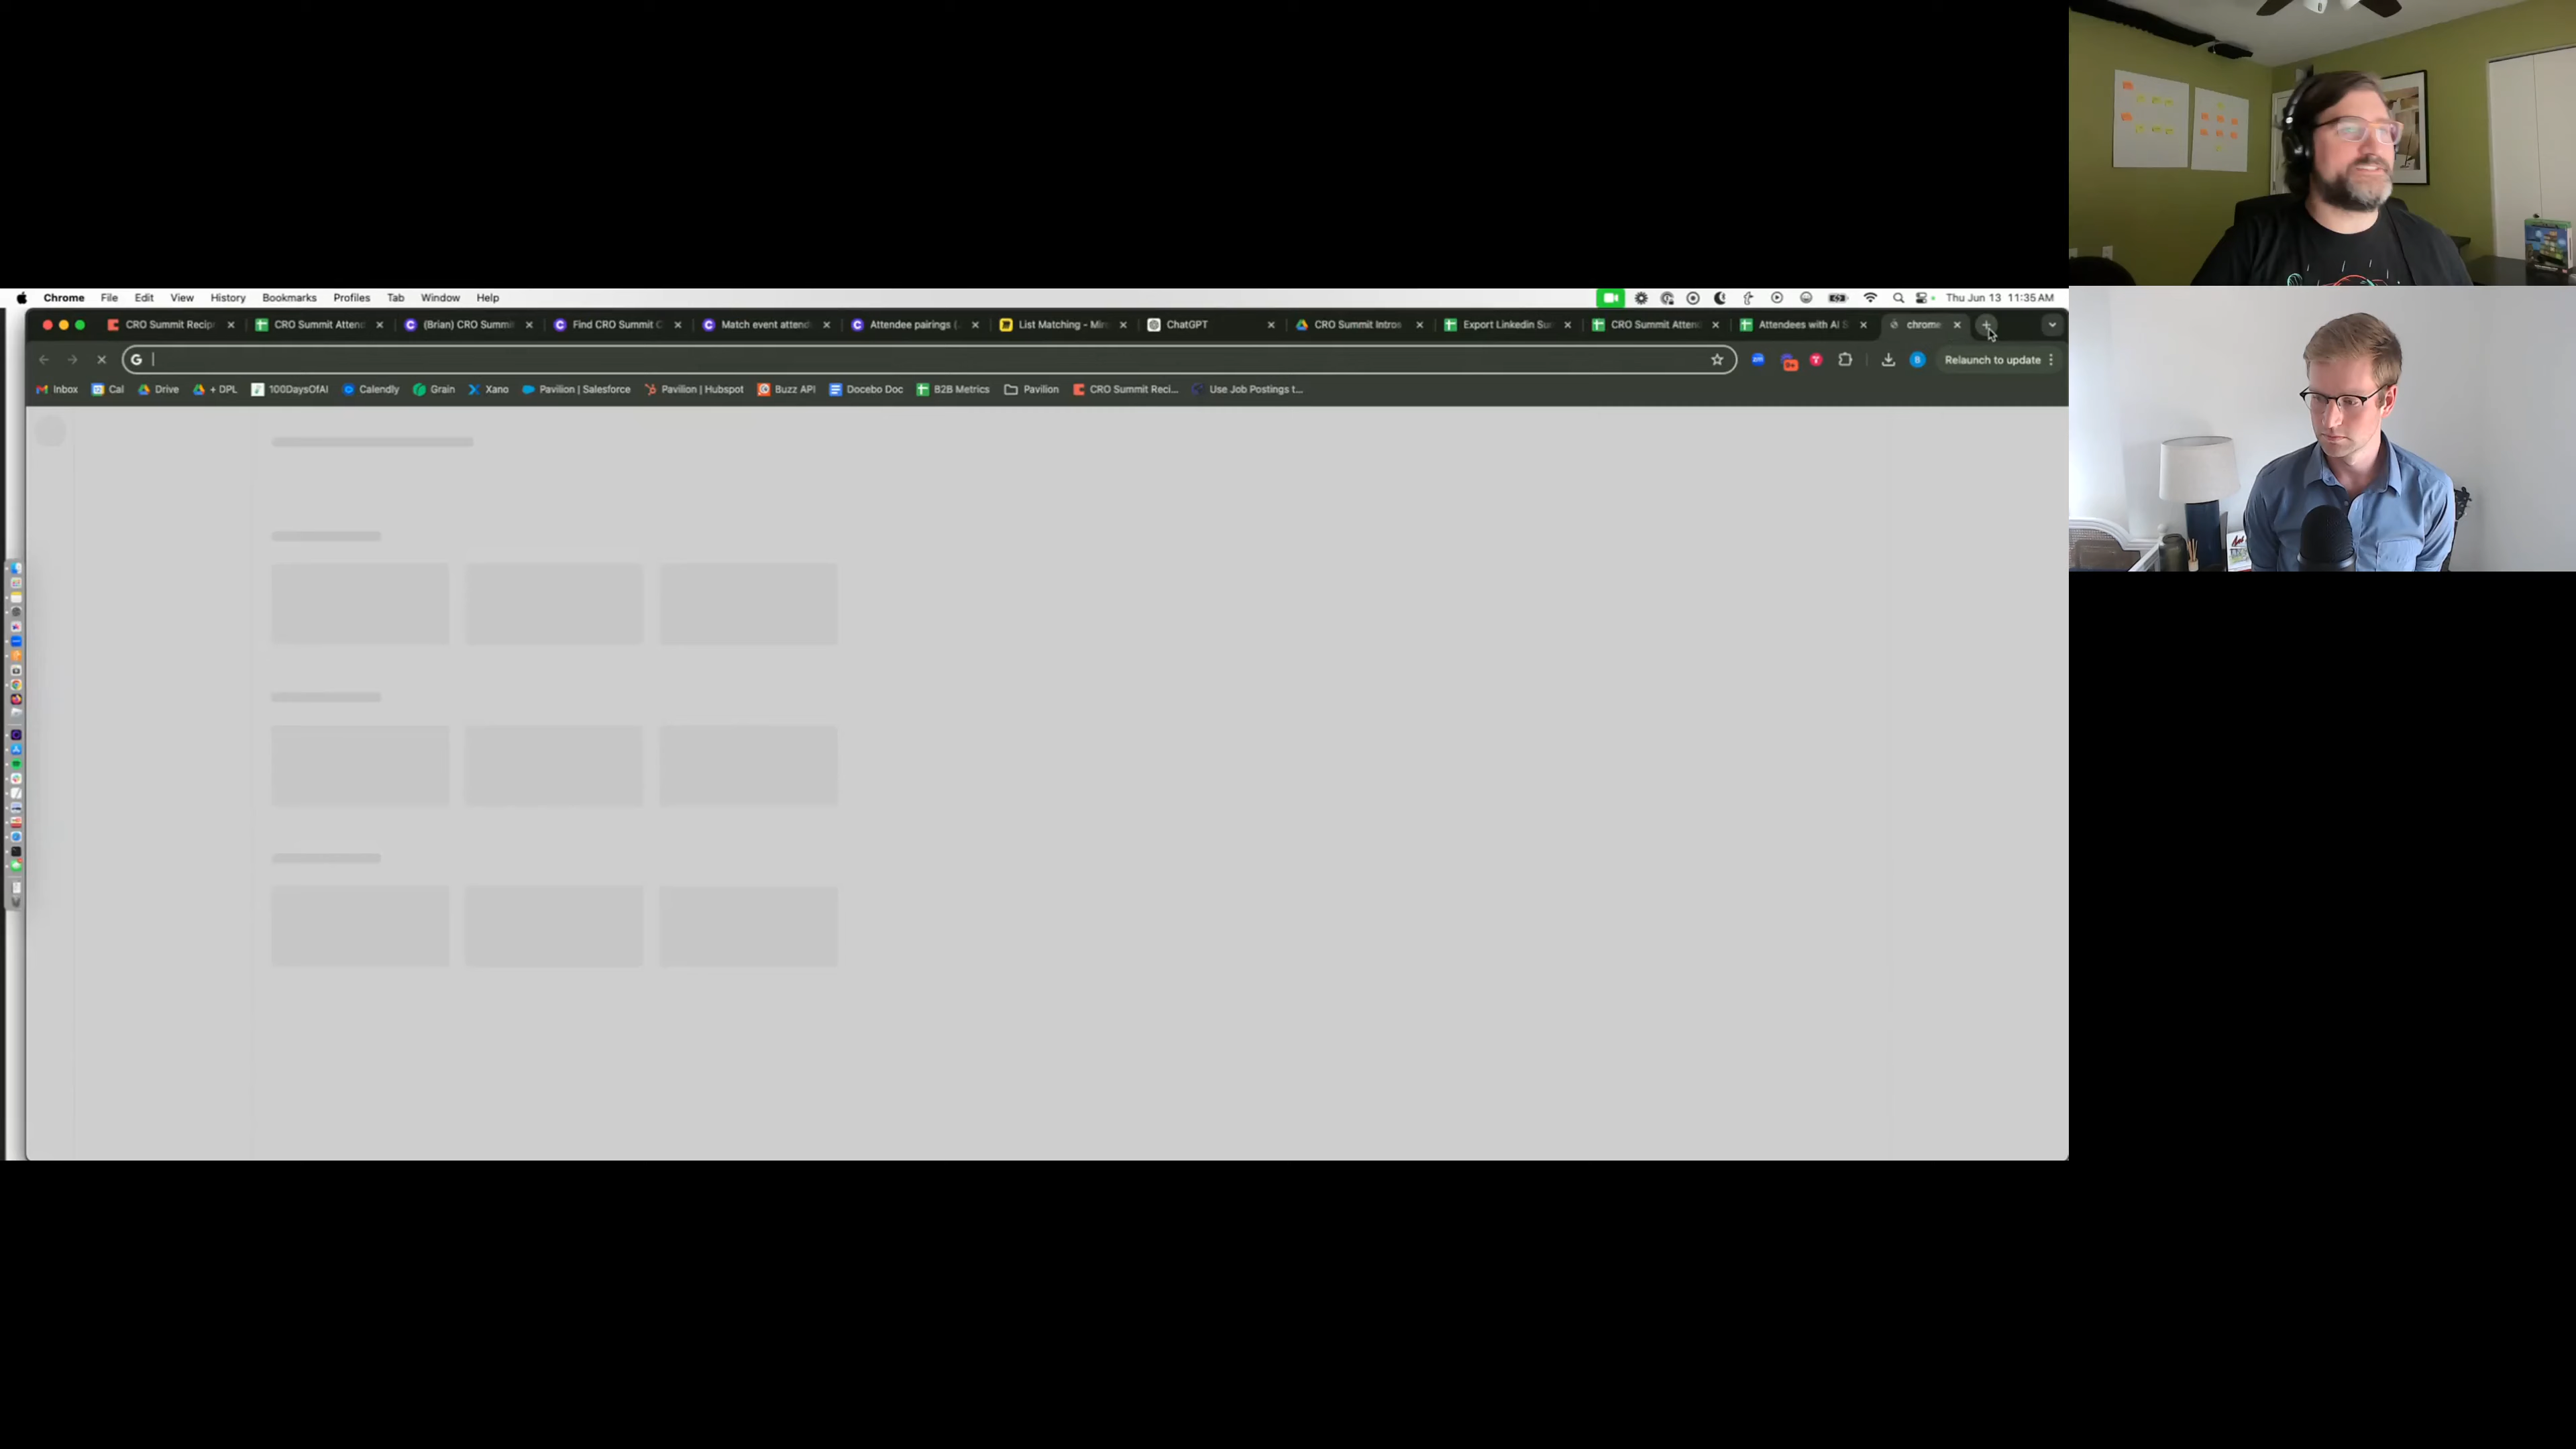 Chrome File Edit View History Bookmarks Profiles Tab Window Help Thu Jun 13 11:35 AM
CRO Summit Recip CRO Summit Attend (Brian) CRO Summi Find CRO Summit C Match event attend Attendee pairings ( List Matching - Mir ChatGPT CRO Summit Intros Export Linkedin Su CRO Summit Atten Attendees with AI S chrome
G Relaunch to update
Inbox Cal Drive + DPL 100DaysOfAI Calendly Grain Xano Pavilion | Salesforce Pavilion | Hubspot Buzz API Docebo Doc B2B Metrics Pavilion CRO Summit Reci... Use Job Postings t...